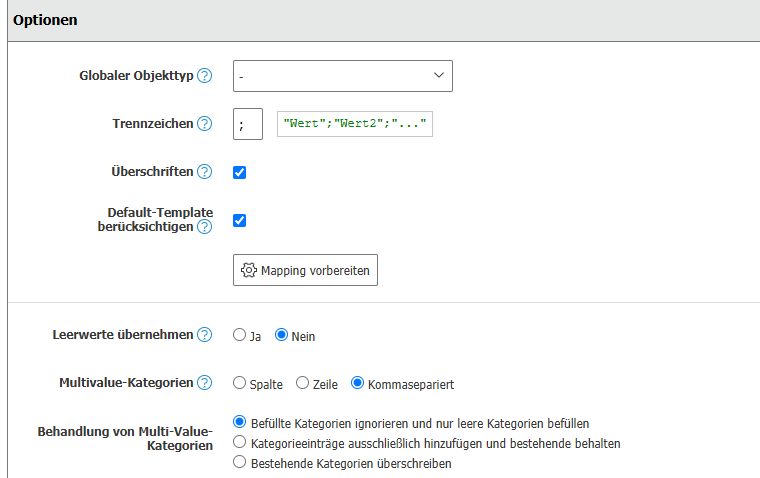 Optionen
Globaler Objekttyp ?
-
Trennzeichen ?
;
"Wert";"Wert2";"..."
Überschriften ?
Default-Template
berücksichtigen ?
Mapping vorbereiten
Leerwerte übernehmen ?
Ja Nein
Multivalue-Kategorien ?
Spalte Zeile Kommasepariert
Behandlung von Multi-Value-
Kategorien
Befüllte Kategorien ignorieren und nur leere Kategorien befüllen
Kategorieeinträge ausschließlich hinzufügen und bestehende behalten
Bestehende Kategorien überschreiben